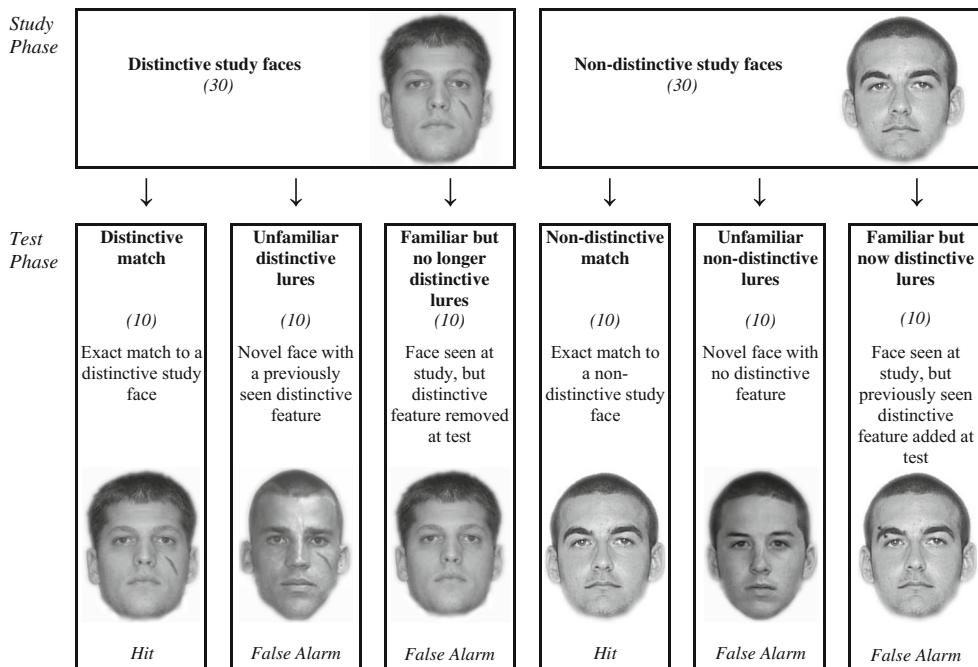 Study
Phase
Distinctive study faces
(30)
Non-distinctive study faces
(30)
Test
Phase
Distinctive
match
(10)
Exact match to a
distinctive study
face
Hit
Unfamiliar
distinctive
lures
(10)
Novel face with
a previously
seen distinctive
feature
False Alarm
Familiar but
no longer
distinctive
lures
(10)
Face seen at
study, but
distinctive
feature removed
at test
False Alarm
Non-distinctive
match
(10)
Exact match to
a non-
distinctive study
face
Hit
Unfamiliar
non-distinctive
lures
(10)
Novel face with
no distinctive
feature
False Alarm
Familiar but
now distinctive
lures
(10)
Face seen at
study, but
previously seen
distinctive
feature added at
test
False Alarm